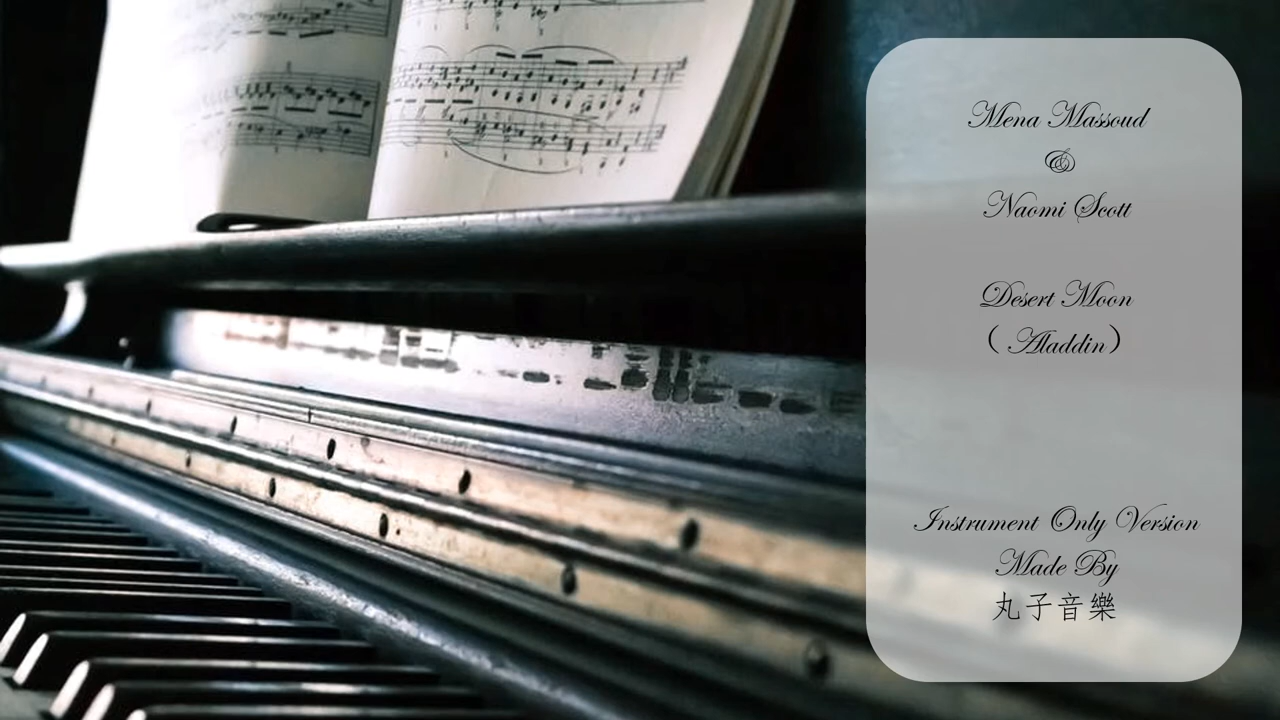 Mena Massoud
&
Naomi Scott
Desert Moon
(Aladdin)
Instrument Only Version
Made By
丸子音樂